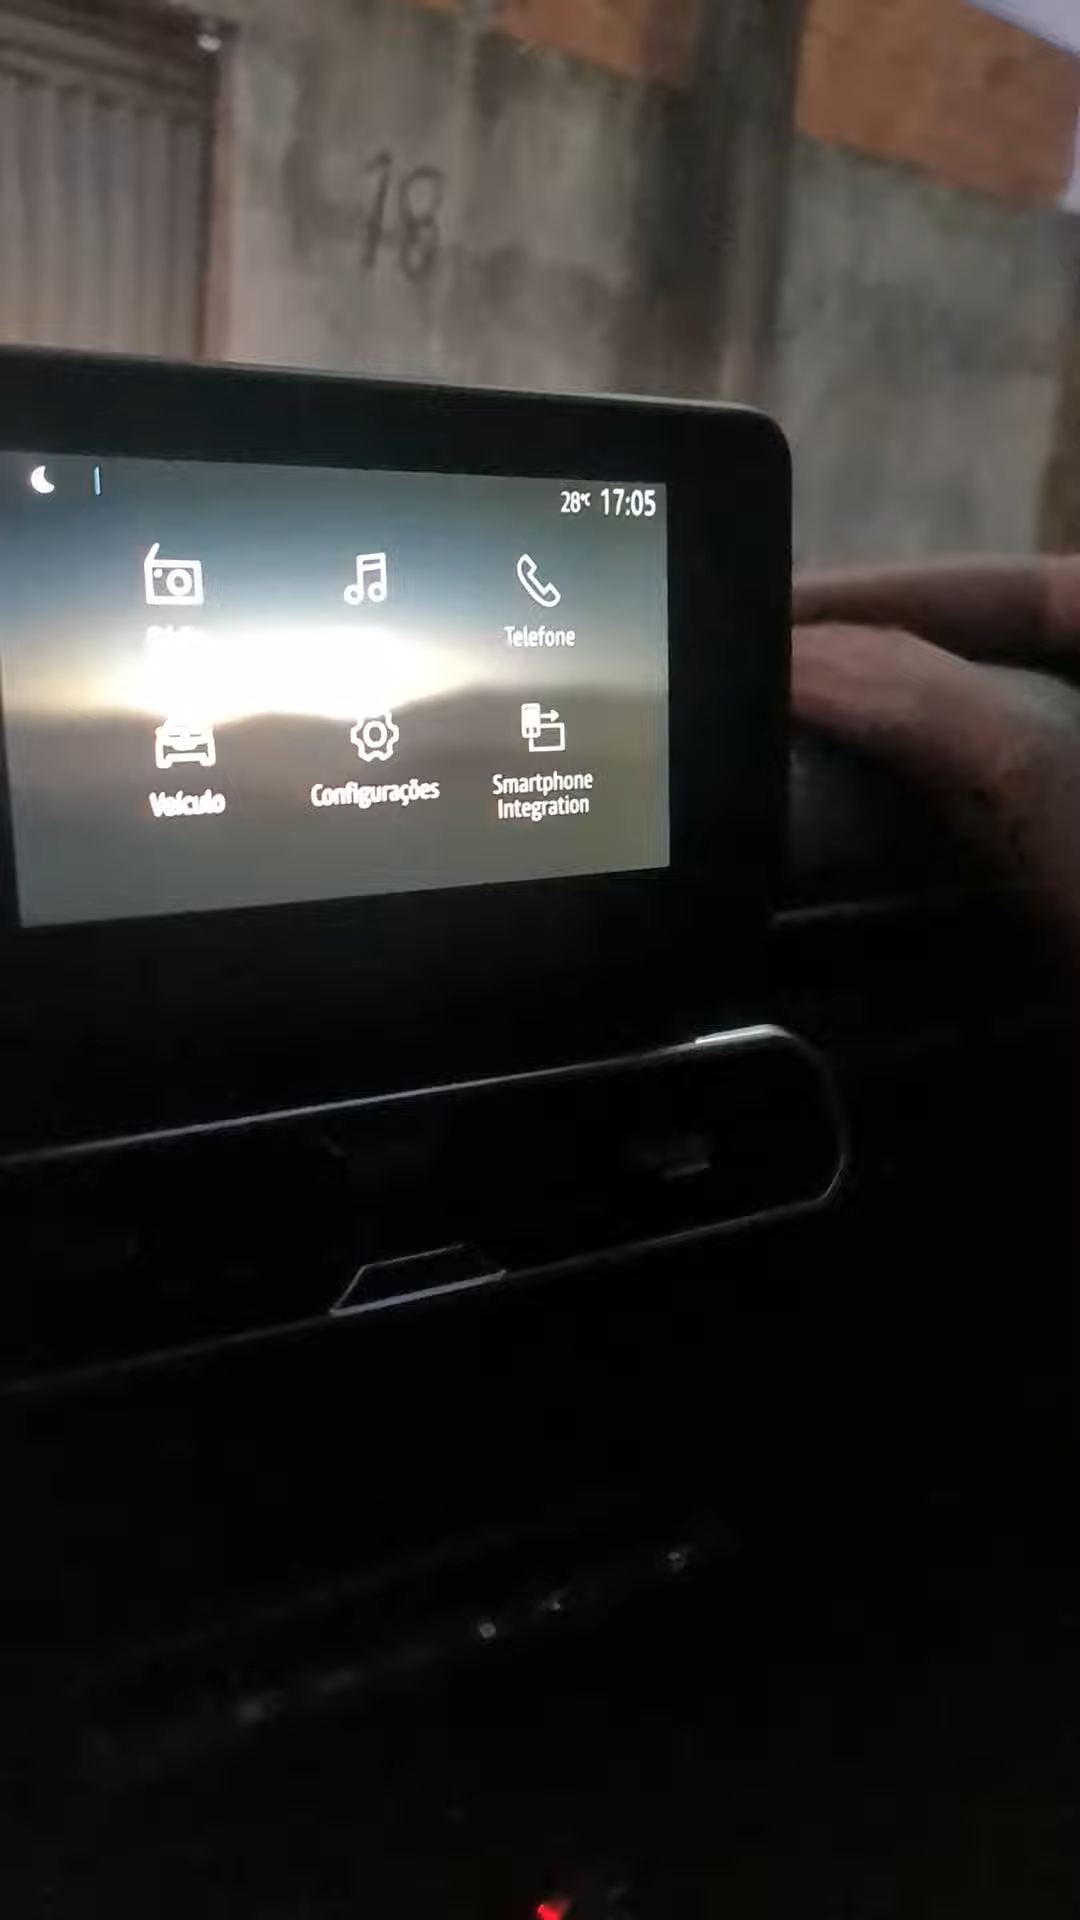 18
28°C 17:05
Telefone
Veículo
Configurações
Smartphone
Integration